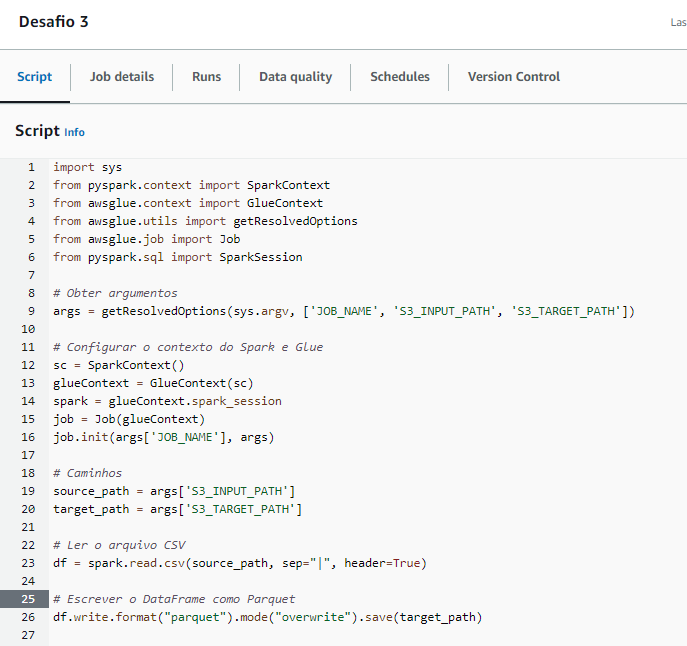 Desafio 3
Las
Script Job details Runs Data quality Schedules Version Control
Script Info
1 import sys
2 from pyspark.context import SparkContext
3 from awsglue.context import GlueContext
4 from awsglue.utils import getResolvedOptions
5 from awsglue.job import Job
6 from pyspark.sql import SparkSession
7
8 # Obter argumentos
9 args = getResolvedOptions(sys.argv, ['JOB_NAME', 'S3_INPUT_PATH', 'S3_TARGET_PATH'])
10
11 # Configurar o contexto do Spark e Glue
12 sc = SparkContext()
13 glueContext = GlueContext(sc)
14 spark = glueContext.spark_session
15 job = Job(glueContext)
16 job.init(args['JOB_NAME'], args)
17
18 # Caminhos
19 source_path = args['S3_INPUT_PATH']
20 target_path = args['S3_TARGET_PATH']
21
22 # Ler o arquivo CSV
23 df = spark.read.csv(source_path, sep="|", header=True)
24
25 # Escrever o DataFrame como Parquet
26 df.write.format("parquet").mode("overwrite").save(target_path)
27